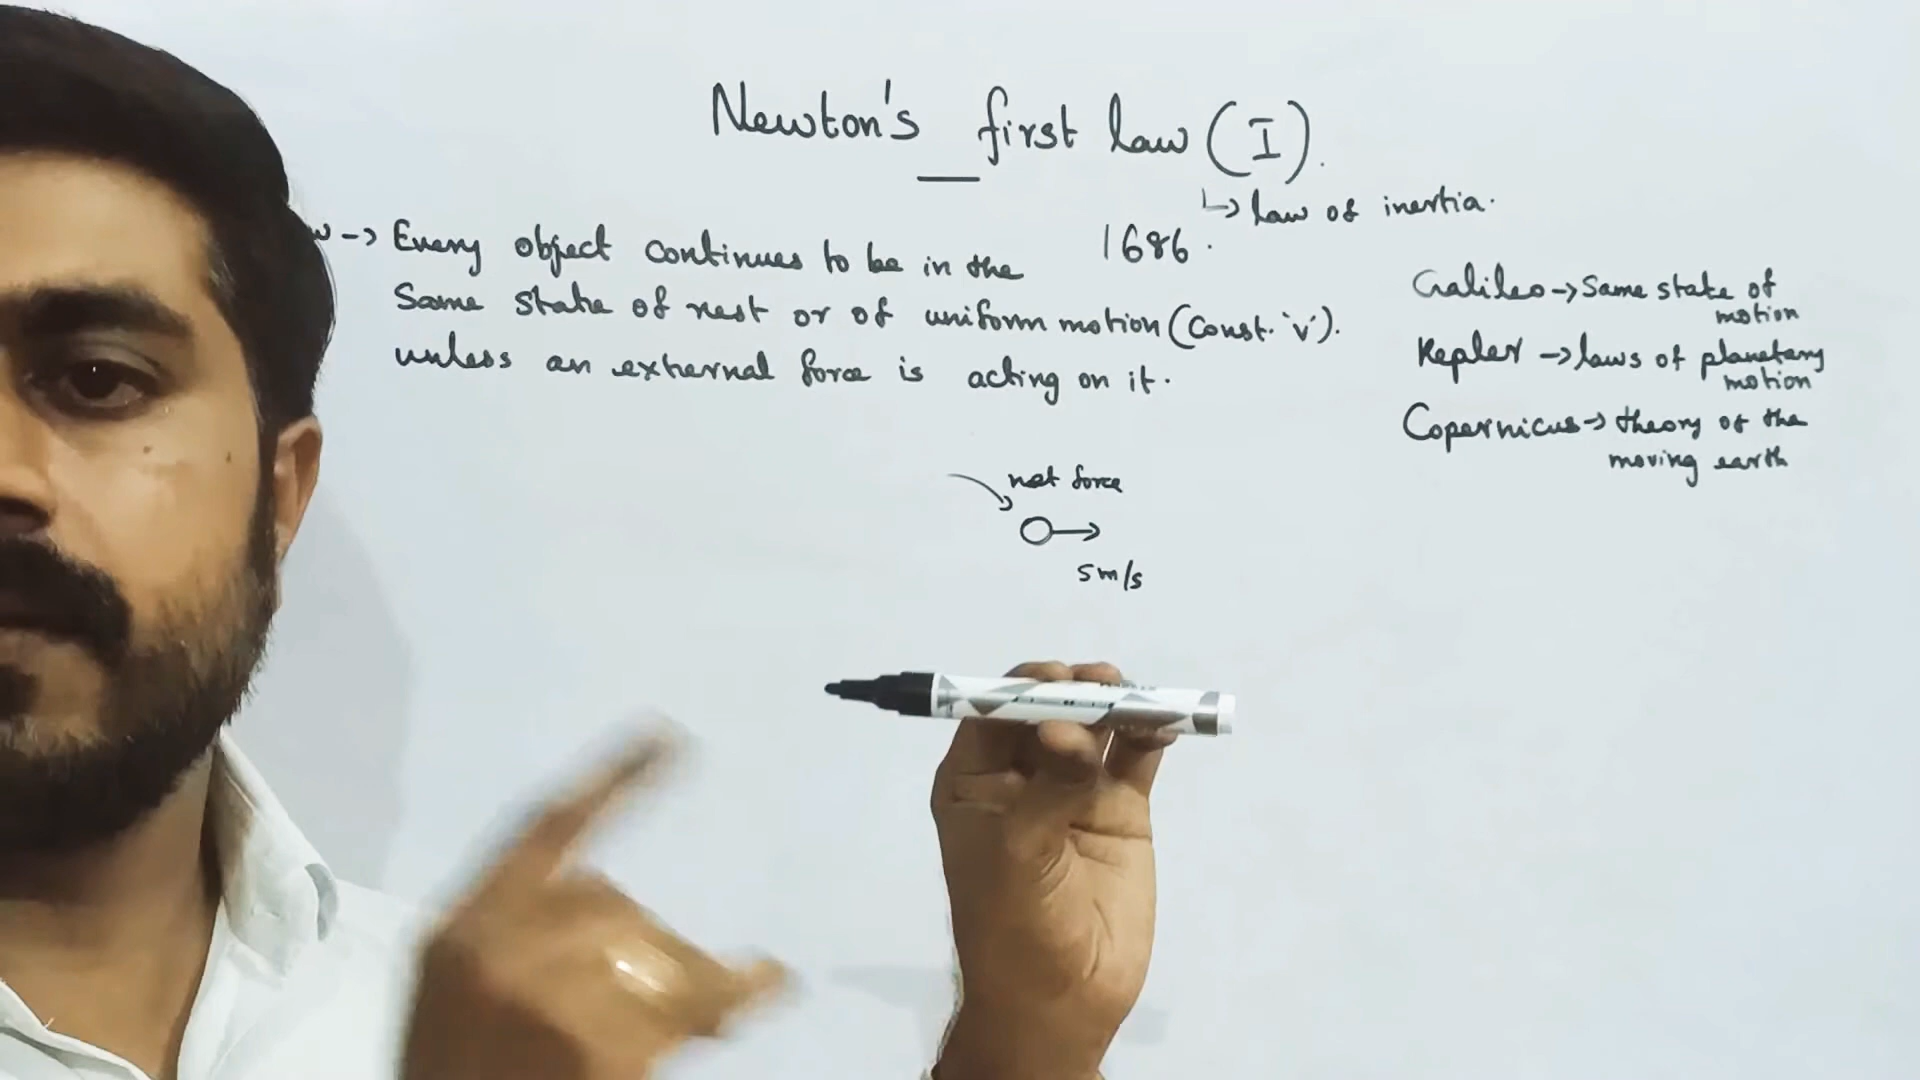 Newton's first law (I).
↳ law of inertia.
w → Every object continues to be in the
1686.
same state of rest or of uniform motion (const. 'v').
unless an external force is acting on it.
Galileo → same state of
motion
Kepler → laws of planetary
motion
Copernicus → theory of the
moving earth
net force
5m/s